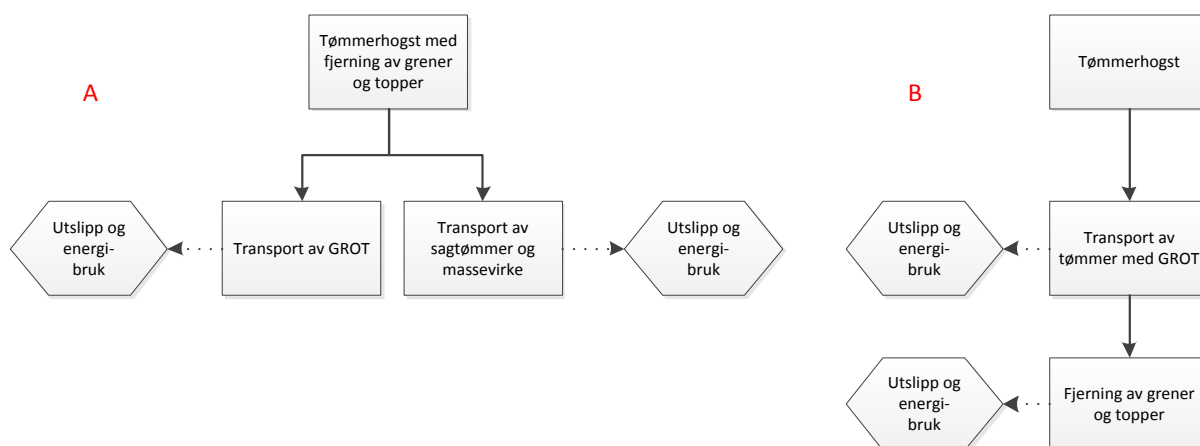 Tømmerhogst med
fjerning av grener
og topper
A
Utslipp og
energi-
bruk
Transport av GROT
Transport av
sagtømmer og
massevirke
Utslipp og
energi-
bruk
B
Tømmerhogst
Utslipp og
energi-
bruk
Transport av
tømmer med GROT
Utslipp og
energi-
bruk
Fjerning av grener
og topper